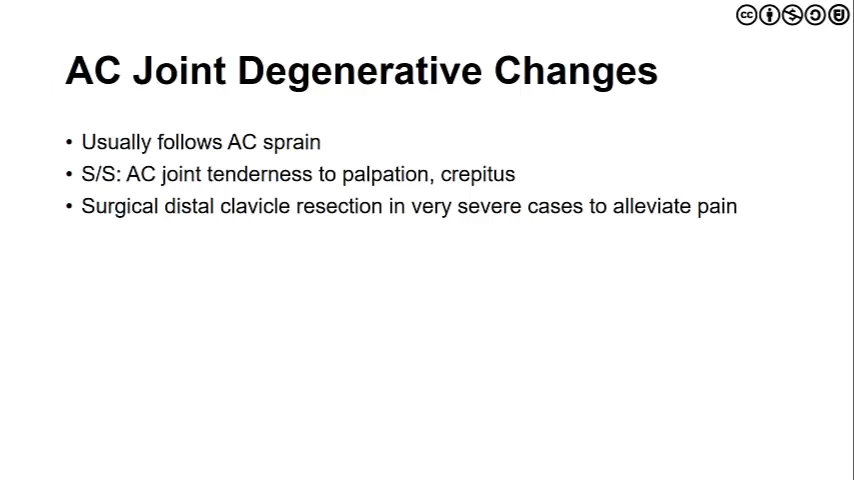 AC Joint Degenerative Changes
• Usually follows AC sprain
• S/S: AC joint tenderness to palpation, crepitus
• Surgical distal clavicle resection in very severe cases to alleviate pain